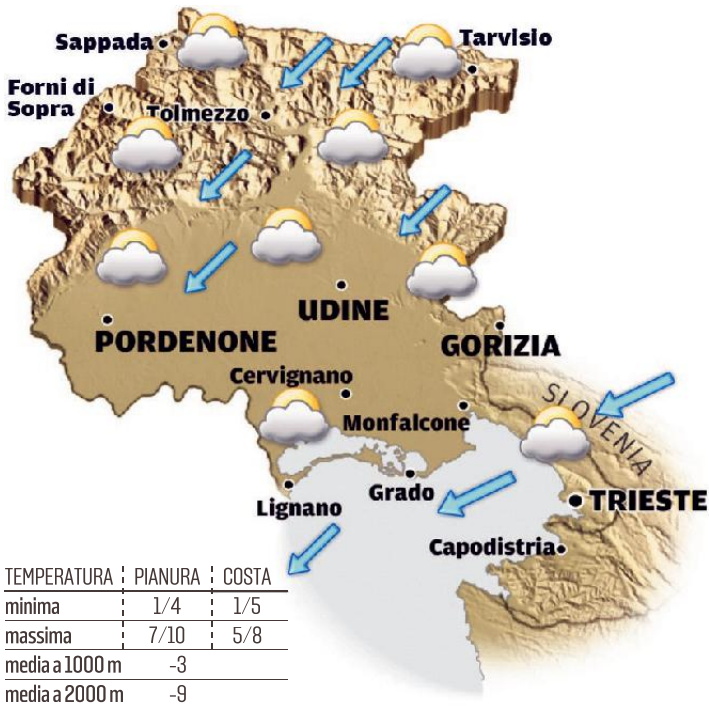 Sappada
Tarvisio
Forni di
Sopra
Tolmezzo
UDINE
PORDENONE
GORIZIA
Cervignano
SLOVENIA
Monfalcone
Grado
Lignano
TRIESTE
Capodistria
TEMPERATURA PIANURA COSTA
minima 1/4 1/5
massima 7/10 5/8
media a 1000 m -3
media a 2000 m -9